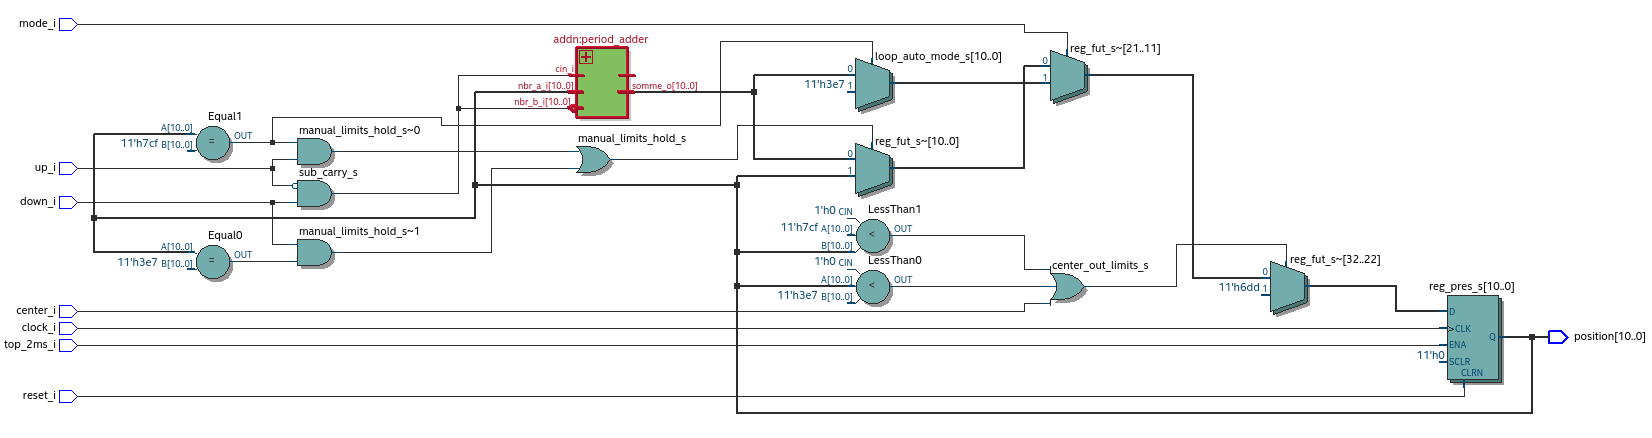 mode_i
addn:period_adder
reg_fut_s~[21..11]
loop_auto_mode_s[10..0]
cin_i
0
0
1
nbr_a_i[10..0]
somme_o[10..0]
11'h3e7 1
nbr_b_i[10..0]
Equal1
A[10..0]
OUT
manual_limits_hold_s~0
manual_limits_hold_s
reg_fut_s~[10..0]
=
11'h7cf B[10..0]
0
up_i
sub_carry_s
1
down_i
1'h0 CIN
LessThan1
11'h7cf A[10..0]
<
OUT
Equal0
manual_limits_hold_s~1
A[10..0]
OUT
B[10..0]
=
11'h3e7 B[10..0]
1'h0 CIN
LessThan0
center_out_limits_s
reg_fut_s~[32..22]
A[10..0]
<
OUT
0
11'h3e7 B[10..0]
11'h6dd 1
reg_pres_s[10..0]
center_i
D
clock_i
>CLK
Q
position[10..0]
top_2ms_i
ENA
11'h0
SCLR
CLRN
reset_i